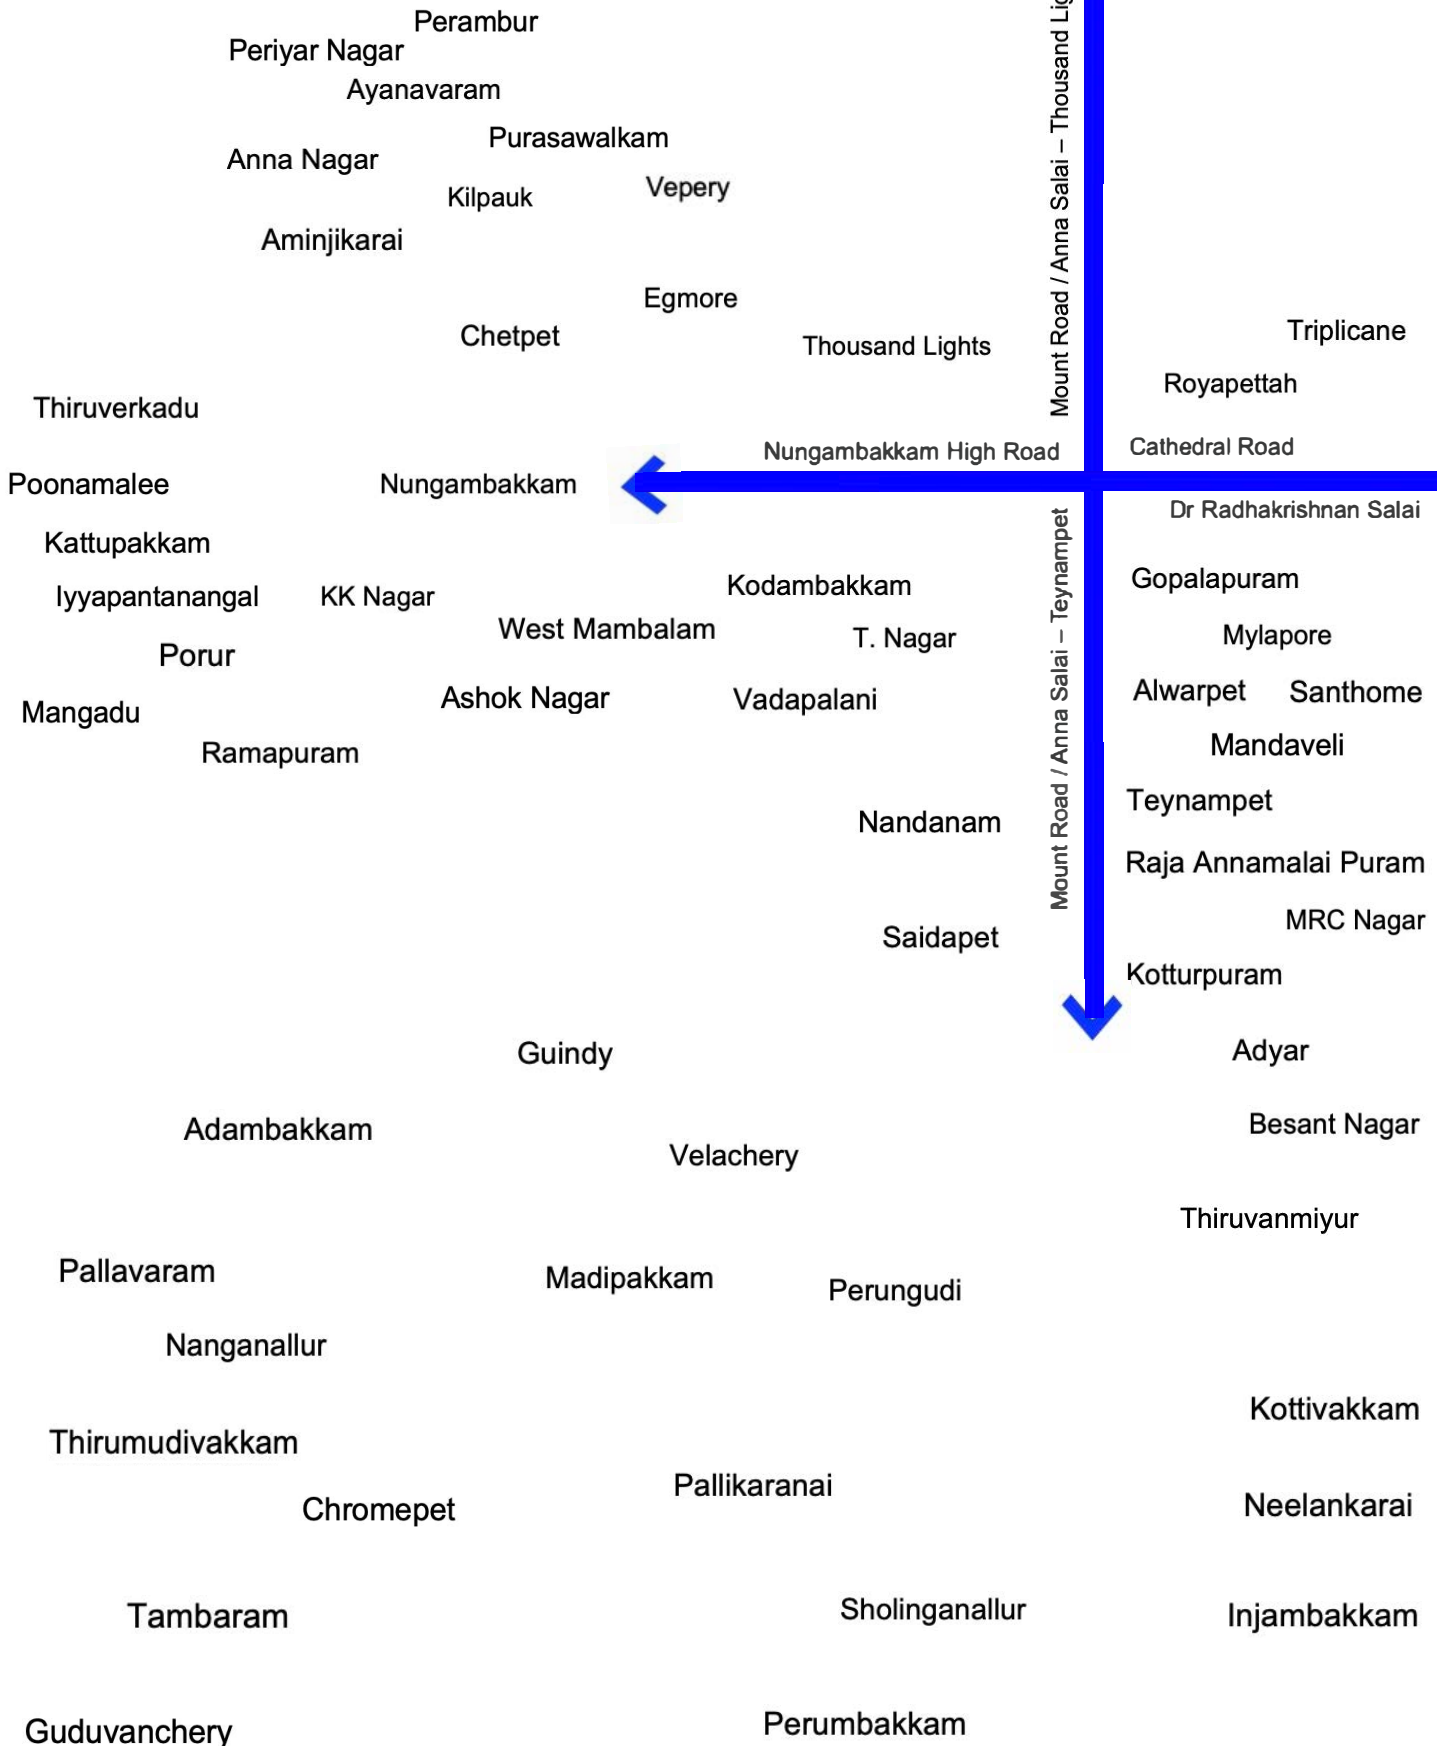 Perambur
Periyar Nagar
Ayanavaram
Purasawalkam
Anna Nagar
Vepery
Kilpauk
Aminjikarai
Egmore
Chetpet
Thousand Lights
Mount Road / Anna Salai – Thousand
Triplicane
Royapettah
Thiruverkadu
Nungambakkam High Road
Cathedral Road
Poonamalee
Nungambakkam
Dr Radhakrishnan Salai
Kattupakkam
Iyyapantanangal
KK Nagar
Kodambakkam
Gopalapuram
West Mambalam
T. Nagar
Mylapore
Porur
Mount Road / Anna Salai – Teynampet
Ashok Nagar
Vadapalani
Alwarpet
Santhome
Mangadu
Ramapuram
Mandaveli
Teynampet
Nandanam
Raja Annamalai Puram
MRC Nagar
Saidapet
Kotturpuram
Guindy
Adyar
Adambakkam
Besant Nagar
Velachery
Thiruvanmiyur
Pallavaram
Madipakkam
Perungudi
Nanganallur
Kottivakkam
Thirumudivakkam
Pallikaranai
Chromepet
Neelankarai
Tambaram
Sholinganallur
Injambakkam
Guduvanchery
Perumbakkam